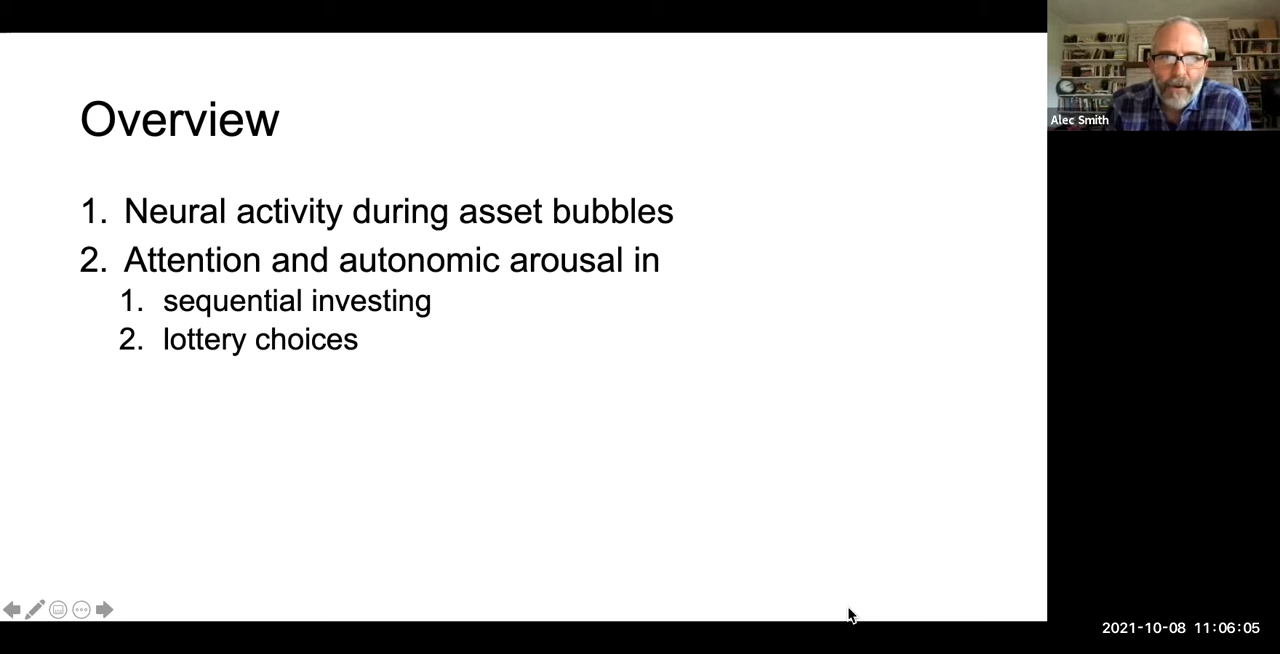 Overview
1. Neural activity during asset bubbles
2. Attention and autonomic arousal in
1. sequential investing
2. lottery choices
Alec Smith
2021-10-08 11:06:05